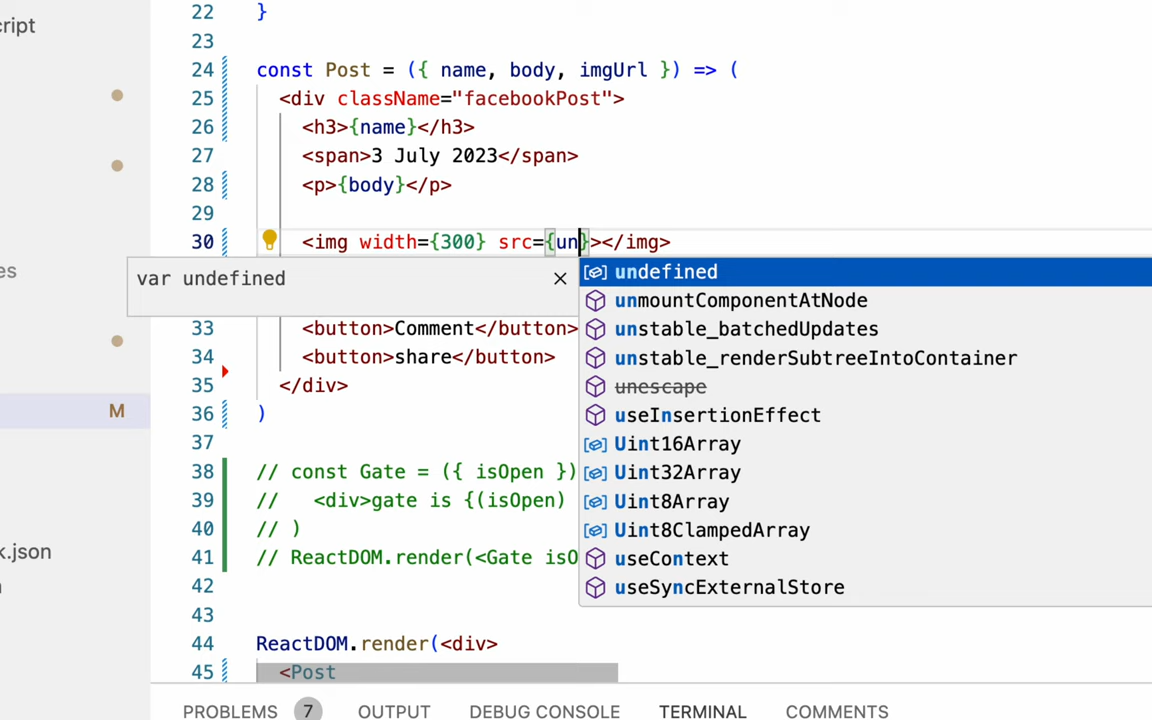 cript
es
M
k.json
22 }
23
24 const Post = ({ name, body, imgUrl }) => (
25 <div className="facebookPost">
26 <h3>{name}</h3>
27 <span>3 July 2023</span>
28 <p>{body}</p>
29
30 <img width={300} src={un}></img>
var undefined ×
undefined
unmountComponentAtNode
unstable_batchedUpdates
unstable_renderSubtreeIntoContainer
unescape
useInsertionEffect
Uint16Array
Uint32Array
Uint8Array
Uint8ClampedArray
useContext
useSyncExternalStore
33 <button>Comment</button>
34 <button>share</button>
35 </div>
36 )
37
38 // const Gate = ({ isOpen })
39 // <div>gate is {(isOpen)
40 // )
41 // ReactDOM.render(<Gate isO
42
43
44 ReactDOM.render(<div>
45 <Post
PROBLEMS 7 OUTPUT DEBUG CONSOLE TERMINAL COMMENTS